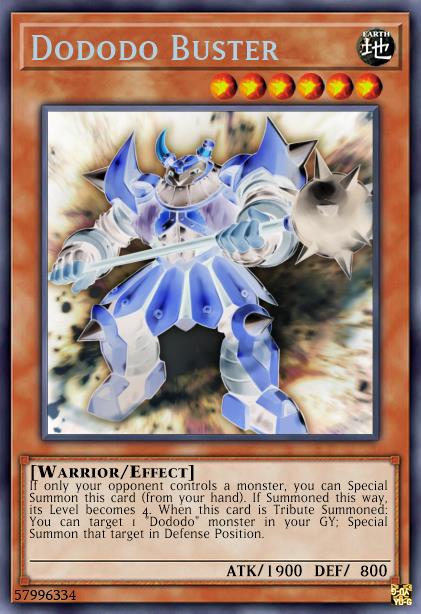 Dododo Buster
EARTH
地
[Warrior/Effect]
If only your opponent controls a monster, you can Special
Summon this card (from your hand). If Summoned this way,
its Level becomes 4. When this card is Tribute Summoned:
You can target 1 "Dododo" monster in your GY; Special
Summon that target in Defense Position.
ATK/1900 DEF/ 800
57996334